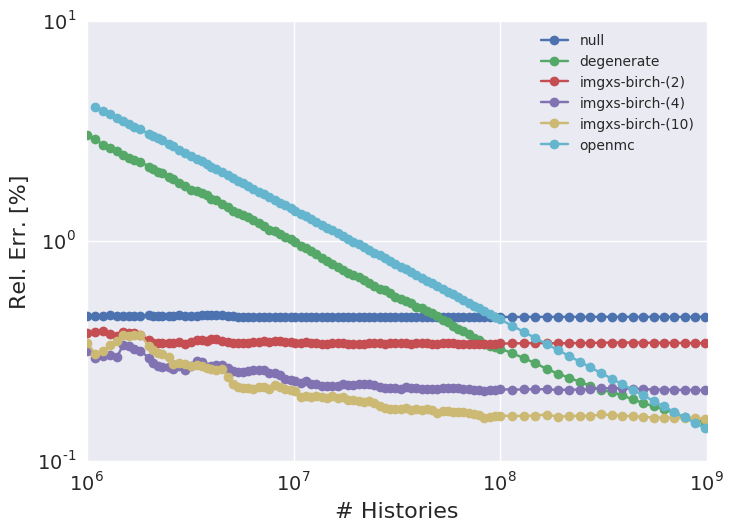 10^1
null
degenerate
imgxs-birch-(2)
imgxs-birch-(4)
imgxs-birch-(10)
openmc
Rel. Err. [%]
10^0
10^-1
10^6 10^7 10^8 10^9
# Histories